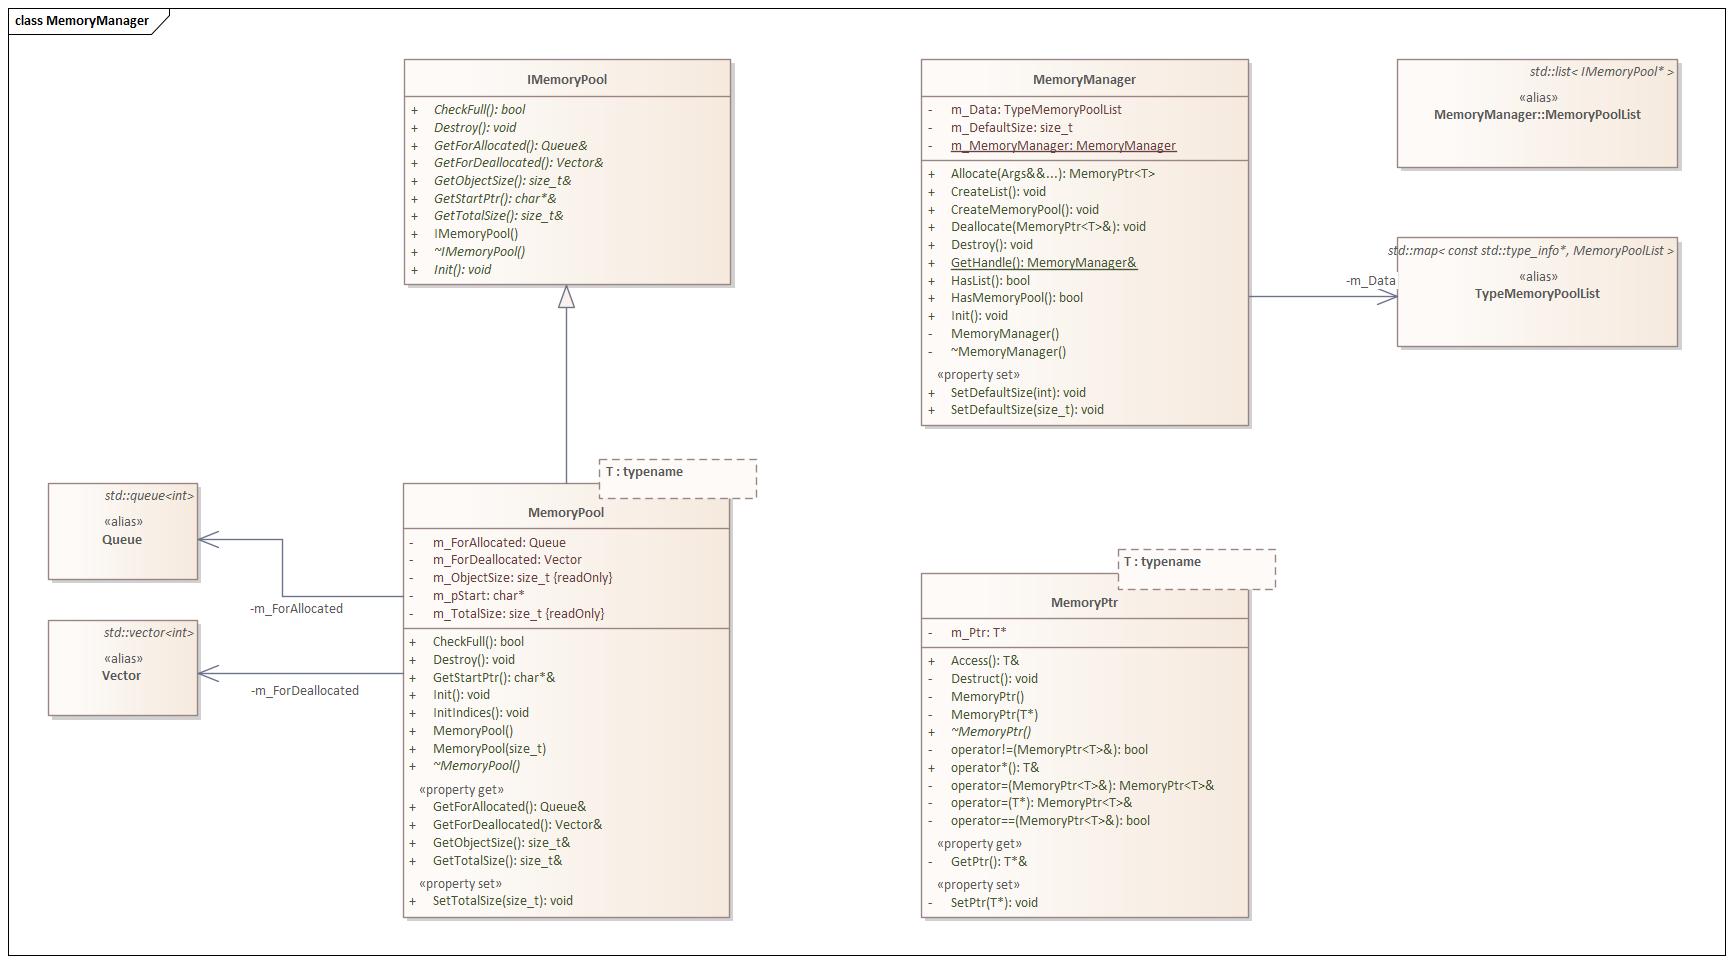 class MemoryManager
IMemoryPool
+ CheckFull(): bool
+ Destroy(): void
+ GetForAllocated(): Queue&
+ GetForDeallocated(): Vector&
+ GetObjectSize(): size_t&
+ GetStartPtr(): char*&
+ GetTotalSize(): size_t&
+ IMemoryPool()
+ ~IMemoryPool()
+ Init(): void
MemoryManager
- m_Data: TypeMemoryPoolList
- m_DefaultSize: size_t
- m_MemoryManager: MemoryManager
+ Allocate(Args&&...): MemoryPtr<T>
+ CreateList(): void
+ CreateMemoryPool(): void
+ Deallocate(MemoryPtr<T>&): void
+ Destroy(): void
+ GetHandle(): MemoryManager&
+ HasList(): bool
+ HasMemoryPool(): bool
+ Init(): void
- MemoryManager()
- ~MemoryManager()
«property set»
+ SetDefaultSize(int): void
+ SetDefaultSize(size_t): void
std::list< IMemoryPool* >
«alias»
MemoryManager::MemoryPoolList
std::map< const std::type_info*, MemoryPoolList >
«alias»
TypeMemoryPoolList
-m_Data
std::queue<int>
«alias»
Queue
-m_ForAllocated
std::vector<int>
«alias»
Vector
-m_ForDeallocated
T : typename
MemoryPool
- m_ForAllocated: Queue
- m_ForDeallocated: Vector
- m_ObjectSize: size_t {readOnly}
- m_pStart: char*
- m_TotalSize: size_t {readOnly}
+ CheckFull(): bool
+ Destroy(): void
+ GetStartPtr(): char*&
+ Init(): void
+ InitIndices(): void
+ MemoryPool()
+ MemoryPool(size_t)
+ ~MemoryPool()
«property get»
+ GetForAllocated(): Queue&
+ GetForDeallocated(): Vector&
+ GetObjectSize(): size_t&
+ GetTotalSize(): size_t&
«property set»
+ SetTotalSize(size_t): void
T : typename
MemoryPtr
- m_Ptr: T*
+ Access(): T&
- Destruct(): void
- MemoryPtr()
- MemoryPtr(T*)
+ ~MemoryPtr()
- operator!=(MemoryPtr<T>&): bool
+ operator*(): T&
- operator=(MemoryPtr<T>&): MemoryPtr<T>&
- operator=(T*): MemoryPtr<T>&
- operator==(MemoryPtr<T>&): bool
«property get»
- GetPtr(): T*&
«property set»
- SetPtr(T*): void